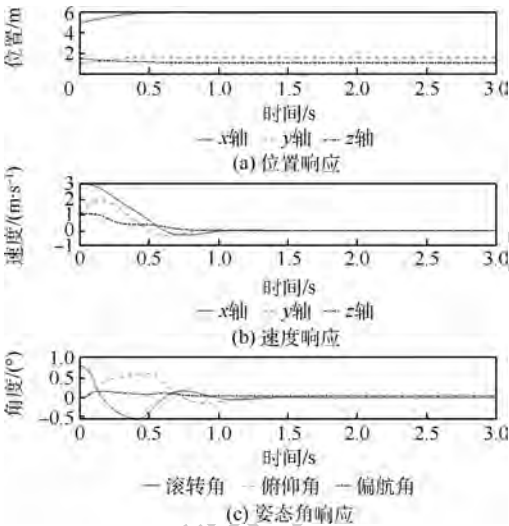 6
4
2
位置/m
0 0.5 1.0 1.5 2.0 2.5 3.0
时间/s
x轴 y轴 z轴
(a) 位置响应
3
2
1
0
-1
速度/(m·s⁻¹)
0 0.5 1.0 1.5 2.0 2.5 3.0
时间/s
x轴 y轴 z轴
(b) 速度响应
1.0
0.5
0
-0.5
角度/(°)
0 0.5 1.0 1.5 2.0 2.5 3.0
时间/s
滚转角 俯仰角 偏航角
(c) 姿态角响应